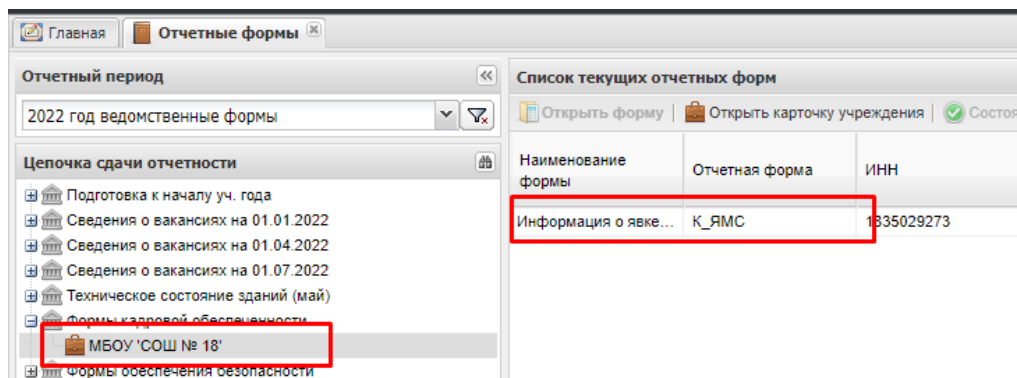 Главная
Отчетные формы
Отчетный период
2022 год ведомственные формы
Цепочка сдачи отчетности
Подготовка к началу уч. года
Сведения о вакансиях на 01.01.2022
Сведения о вакансиях на 01.04.2022
Сведения о вакансиях на 01.07.2022
Техническое состояние зданий (май)
Формы кадровой обеспеченности
МБОУ 'СОШ № 18'
Формы обеспечения безопасности
Список текущих отчетных форм
Открыть форму | Открыть карточку учреждения | Состоя
Наименование формы Отчетная форма ИНН
Информация о явке... К_ЯМС 1835029273